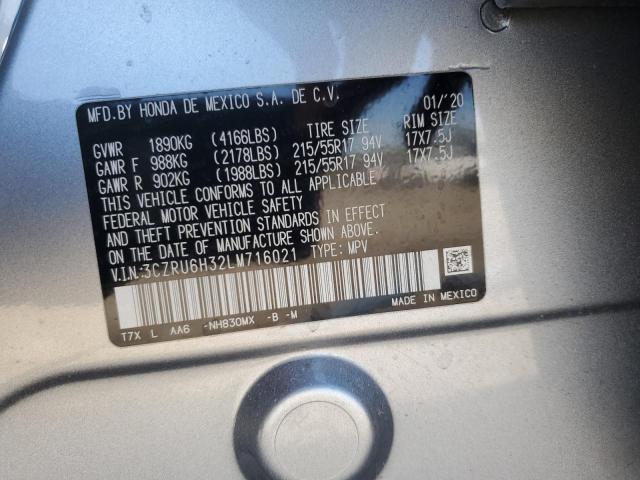 MFD.BY HONDA DE MEXICO S.A. DE C.V. 01/'20
GVWR 1890KG (4166LBS) TIRE SIZE RIM SIZE
GAWR F 988KG (2178LBS) 215/55R17 94V 17X7.5J
GAWR R 902KG (1988LBS) 215/55R17 94V 17X7.5J
THIS VEHICLE CONFORMS TO ALL APPLICABLE
FEDERAL MOTOR VEHICLE SAFETY
AND THEFT PREVENTION STANDARDS IN EFFECT
ON THE DATE OF MANUFACTURE SHOWN ABOVE.
V.I.N:3CZRU6H32LM716021 TYPE: MPV
MADE IN MEXICO
T7X L AA6 -NH830MX -B -M